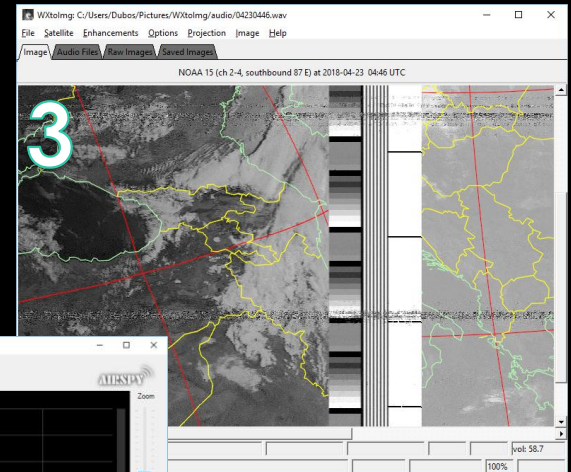 WXtoImg: C:/Users/Dubos/Pictures/WXtoImg/audio/04230446.wav
File Satellite Enhancements Options Projection Image Help
Image Audio Files Raw Images Saved Images
NOAA 15 (ch 2-4, southbound 87 E) at 2018-04-23 04:46 UTC
3
AIRSPY
Zoom
vol: 58.7
100%